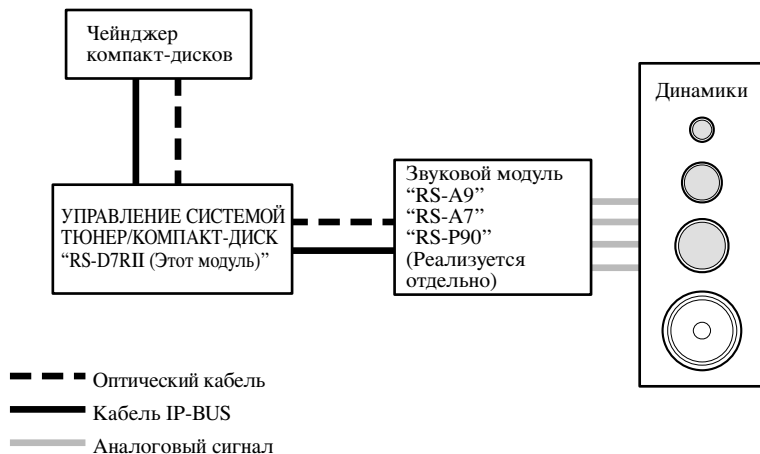 Чейнджер
компакт-дисков
Динамики
УПРАВЛЕНИЕ СИСТЕМОЙ
ТЮНЕР/КОМПАКТ-ДИСК
“RS-D7RII (Этот модуль)”
Звуковой модуль
“RS-A9”
“RS-A7”
“RS-P90”
(Реализуется
отдельно)
Оптический кабель
Кабель IP-BUS
Аналоговый сигнал